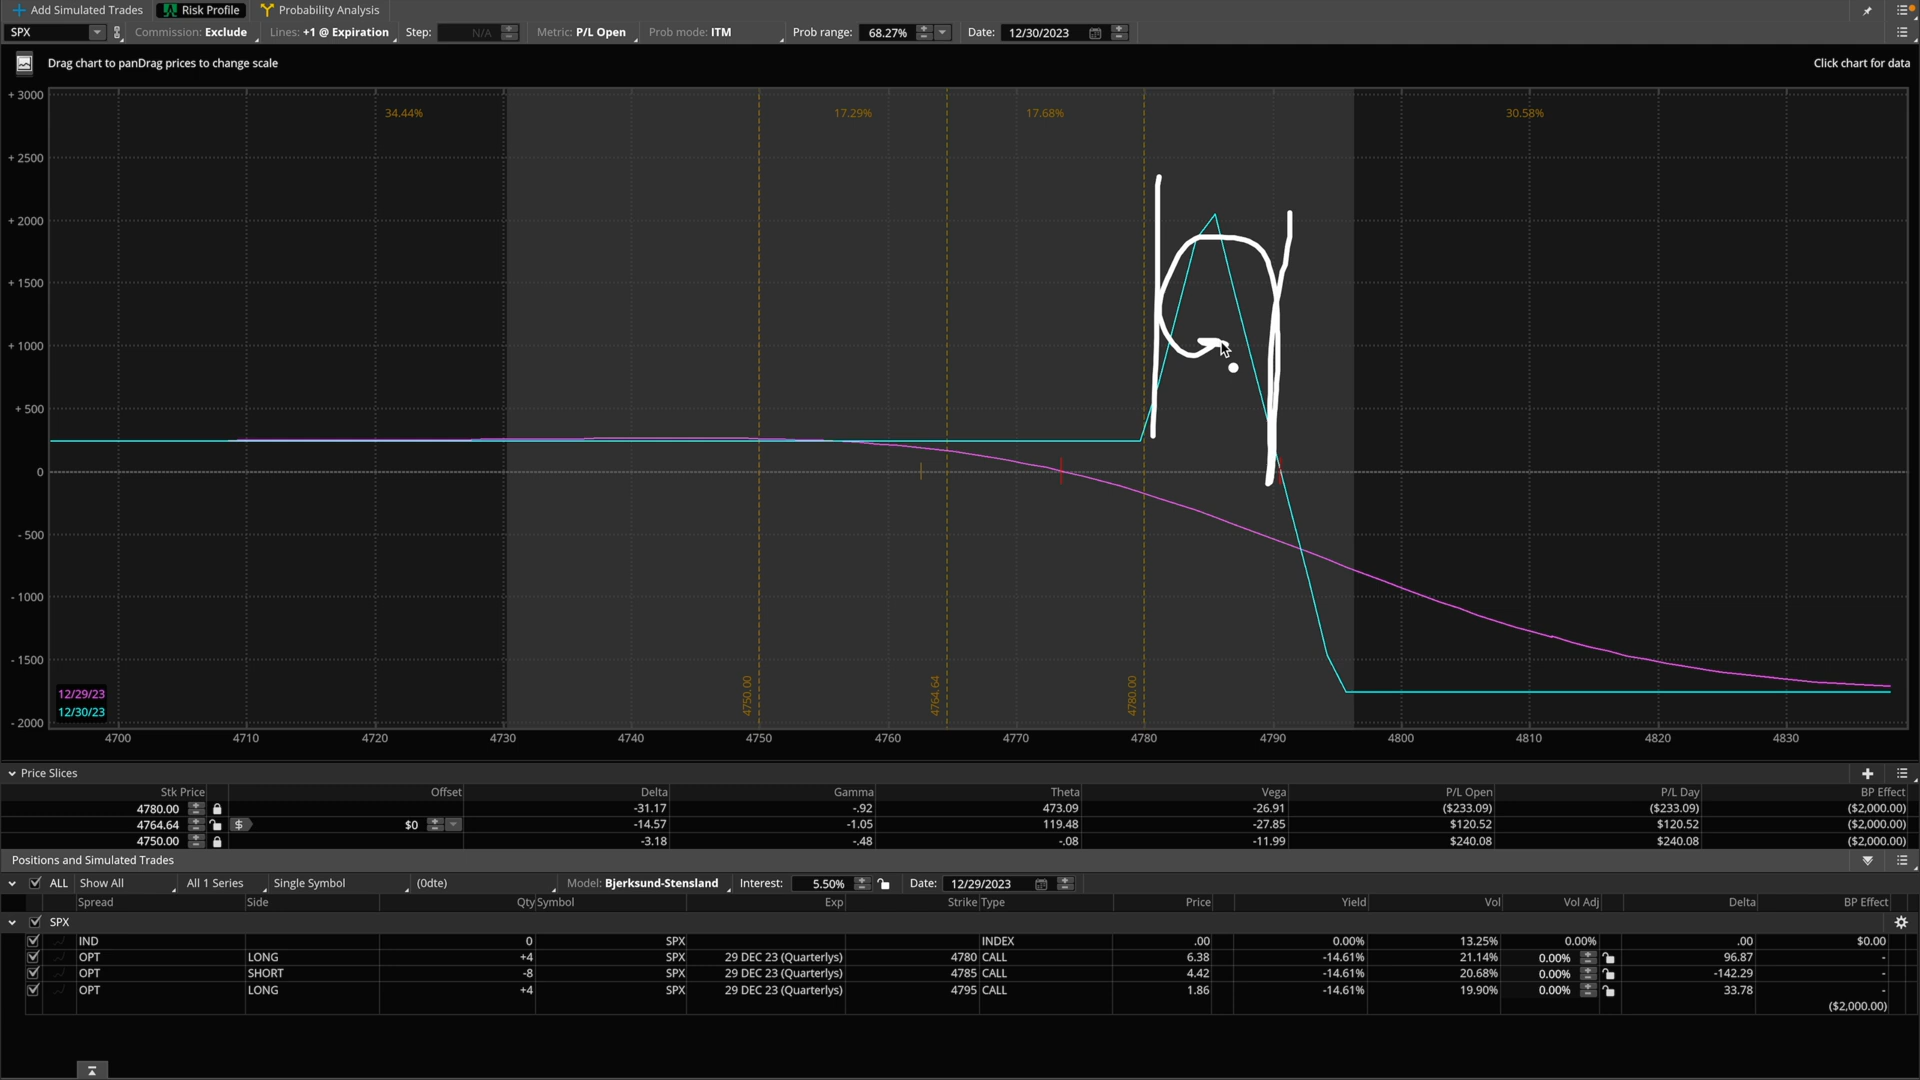 Add Simulated Trades Risk Profile Probability Analysis
SPX Commission: Exclude Lines: +1 @ Expiration Step: N/A Metric: P/L Open Prob mode: ITM Prob range: 68.27% Date: 12/30/2023
Drag chart to panDrag prices to change scale Click chart for data
+ 3000
34.44% 17.29% 17.68% 30.58%
+ 2500
+ 2000
+ 1500
+ 1000
+ 500
0
- 500
- 1000
- 1500
- 2000
4750.00 4764.64 4780.00
12/29/23
12/30/23
4700 4710 4720 4730 4740 4750 4760 4770 4780 4790 4800 4810 4820 4830
Price Slices
Stk Price Offset Delta Gamma Theta Vega P/L Open P/L Day BP Effect
4780.00 -31.17 -.92 473.09 -26.91 ($233.09) ($233.09) ($2,000.00)
4764.64 $ $0 -14.57 -1.05 119.48 -27.85 $120.52 $120.52 ($2,000.00)
4750.00 -3.18 -.48 -.08 -11.99 $240.08 $240.08 ($2,000.00)
Positions and Simulated Trades
ALL Show All All 1 Series Single Symbol (0dte) Model: Bjerksund-Stensland Interest: 5.50% Date: 12/29/2023
Spread Side Qty Symbol Exp Strike Type Price Yield Vol Vol Adj Delta BP Effect
SPX
IND 0 SPX INDEX .00 0.00% 13.25% 0.00% .00 $0.00
OPT LONG +4 SPX 29 DEC 23 (Quarterlys) 4780 CALL 6.38 -14.61% 21.14% 0.00% 96.87 -
OPT SHORT -8 SPX 29 DEC 23 (Quarterlys) 4785 CALL 4.42 -14.61% 20.68% 0.00% -142.29 -
OPT LONG +4 SPX 29 DEC 23 (Quarterlys) 4795 CALL 1.86 -14.61% 19.90% 0.00% 33.78 -
($2,000.00)